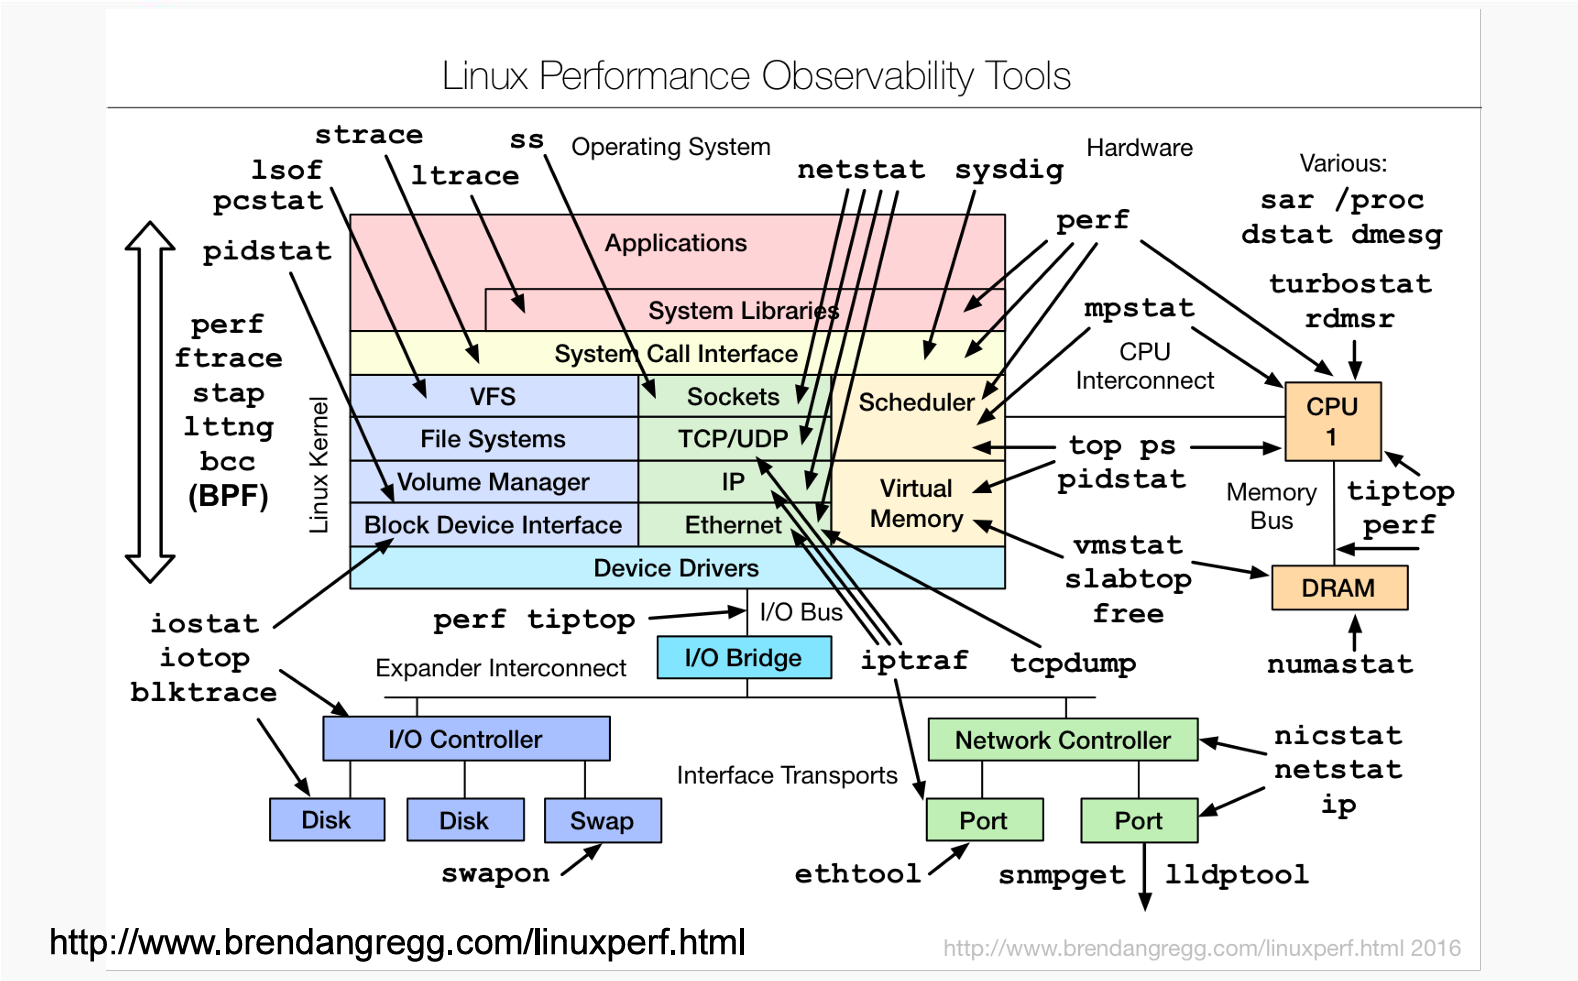 Linux Performance Observability Tools
strace
ss
Operating System
Hardware
Various:
lsof
pcstat
ltrace
netstat
sysdig
sar /proc
dstat dmesg
perf
pidstat
Applications
turbostat
rdmsr
System Libraries
mpstat
perf
ftrace
stap
lttng
bcc
(BPF)
Linux Kernel
System Call Interface
CPU
Interconnect
VFS
Sockets
Scheduler
CPU
1
File Systems
TCP/UDP
top ps
pidstat
Volume Manager
IP
Virtual
Memory
Memory
Bus
tiptop
perf
Block Device Interface
Ethernet
vmstat
slabtop
free
Device Drivers
DRAM
iostat
iotop
blktrace
perf tiptop
I/O Bus
I/O Bridge
iptraf
tcpdump
numastat
Expander Interconnect
I/O Controller
Network Controller
nicstat
netstat
ip
Interface Transports
Disk
Disk
Swap
Port
Port
swapon
ethtool
snmpget
lldptool
http://www.brendangregg.com/linuxperf.html
http://www.brendangregg.com/linuxperf.html 2016